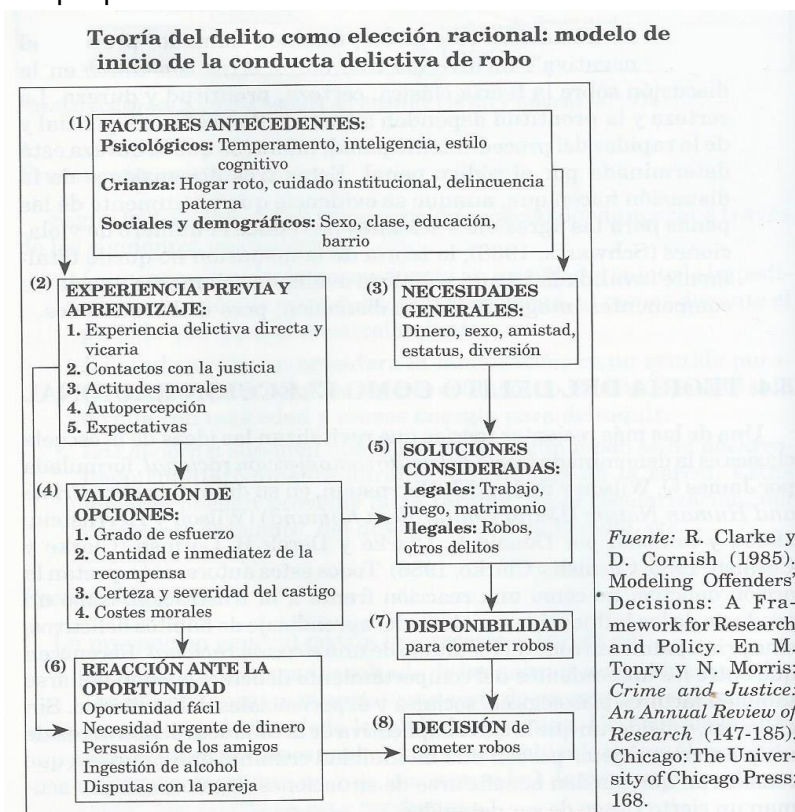 Teoría del delito como elección racional: modelo de
inicio de la conducta delictiva de robo
(1) FACTORES ANTECEDENTES:
Psicológicos: Temperamento, inteligencia, estilo
cognitivo
Crianza: Hogar roto, cuidado institucional, delincuencia
paterna
Sociales y demográficos: Sexo, clase, educación,
barrio
(2) EXPERIENCIA PREVIA Y
APRENDIZAJE:
1. Experiencia delictiva directa y
vicaria
2. Contactos con la justicia
3. Actitudes morales
4. Autopercepción
5. Expectativas
(3) NECESIDADES
GENERALES:
Dinero, sexo, amistad,
estatus, diversión
(4) VALORACIÓN DE
OPCIONES:
1. Grado de esfuerzo
2. Cantidad e inmediatez de la
recompensa
3. Certeza y severidad del castigo
4. Costes morales
(5) SOLUCIONES
CONSIDERADAS:
Legales: Trabajo,
juego, matrimonio
Ilegales: Robos,
otros delitos
(6) REACCIÓN ANTE LA
OPORTUNIDAD
Oportunidad fácil
Necesidad urgente de dinero
Persuasión de los amigos
Ingestión de alcohol
Disputas con la pareja
(7) DISPONIBILIDAD
para cometer robos
(8) DECISIÓN de
cometer robos
Fuente: R. Clarke y
D. Cornish (1985).
Modeling Offenders'
Decisions: A Fra-
mework for Research
and Policy. En M.
Tonry y N. Morris:
Crime and Justice:
An Annual Review of
Research (147-185).
Chicago: The Univer-
sity of Chicago Press:
168.